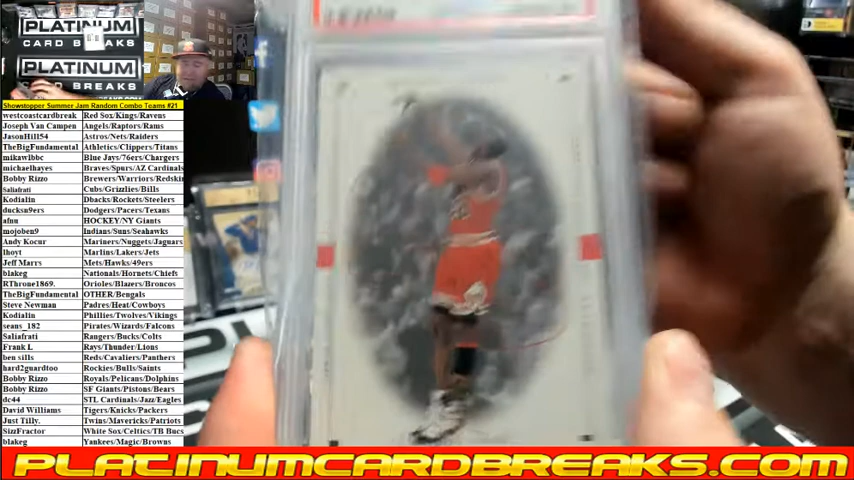 PLATINUM
CARD BREAKS
PLATINUM
CARD BREAKS
Showstopper Summer Jam Random Combo Teams #21
westcoastcardbreak Red Sox/Kings/Ravens
Joseph Van Campen Angels/Raptors/Rams
JasonHill54 Astros/Nets/Raiders
TheBigFundamental Athletics/Clippers/Titans
mikawlbbc Blue Jays/76ers/Chargers
michaelhayes Braves/Spurs/AZ Cardinals
Bobby Rizzo Brewers/Warriors/Redski
Saliafrati Cubs/Grizzlies/Bills
Kodialin Dbacks/Rockets/Steelers
ducksn9ers Dodgers/Pacers/Texans
afnu HOCKEY/NY Giants
mojoben9 Indians/Suns/Seahawks
Andy Kocur Mariners/Nuggets/Jaguars
lhoyt Marlins/Lakers/Jets
Jeff Marrs Mets/Hawks/49ers
blakeg Nationals/Hornets/Chiefs
RThrone1869. Orioles/Blazers/Broncos
TheBigFundamental OTHER/Bengals
Steve Newman Padres/Heat/Cowboys
Kodialin Phillies/Twolves/Vikings
seans_182 Pirates/Wizards/Falcons
Saliafrati Raugers/Bucks/Colts
Frank L Rays/Thunder/Lions
ben sills Reds/Cavaliers/Panthers
hard2guardtoo Rockies/Bulls/Saints
Bobby Rizzo Royals/Pelicans/Dolphins
Bobby Rizzo SF Giants/Pistons/Bears
dc44 STL Cardinals/Jazz/Eagles
David Williams Tigers/Knicks/Packers
Just Tilly. Twins/Mavericks/Patriots
SizzFractor White Sox/Celtics/TB Bucs
blakeg Yankees/Magic/Browns
PLATINUMCARDBREAKS.COM